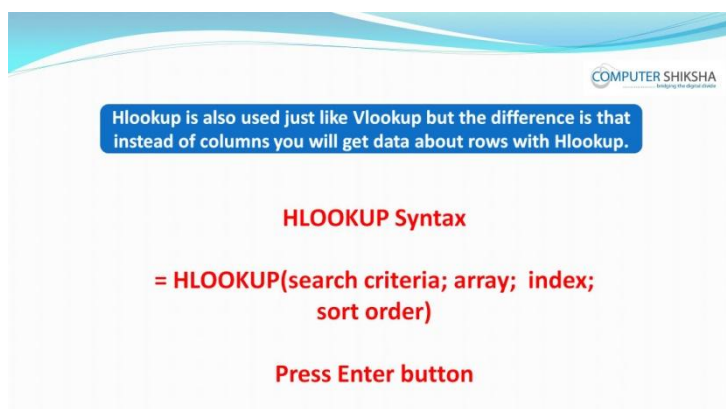 COMPUTER SHIKSHA
bridging the digital divide
Hlookup is also used just like Vlookup but the difference is that
instead of columns you will get data about rows with Hlookup.
HLOOKUP Syntax
= HLOOKUP(search criteria; array;  index;
sort order)
Press Enter button